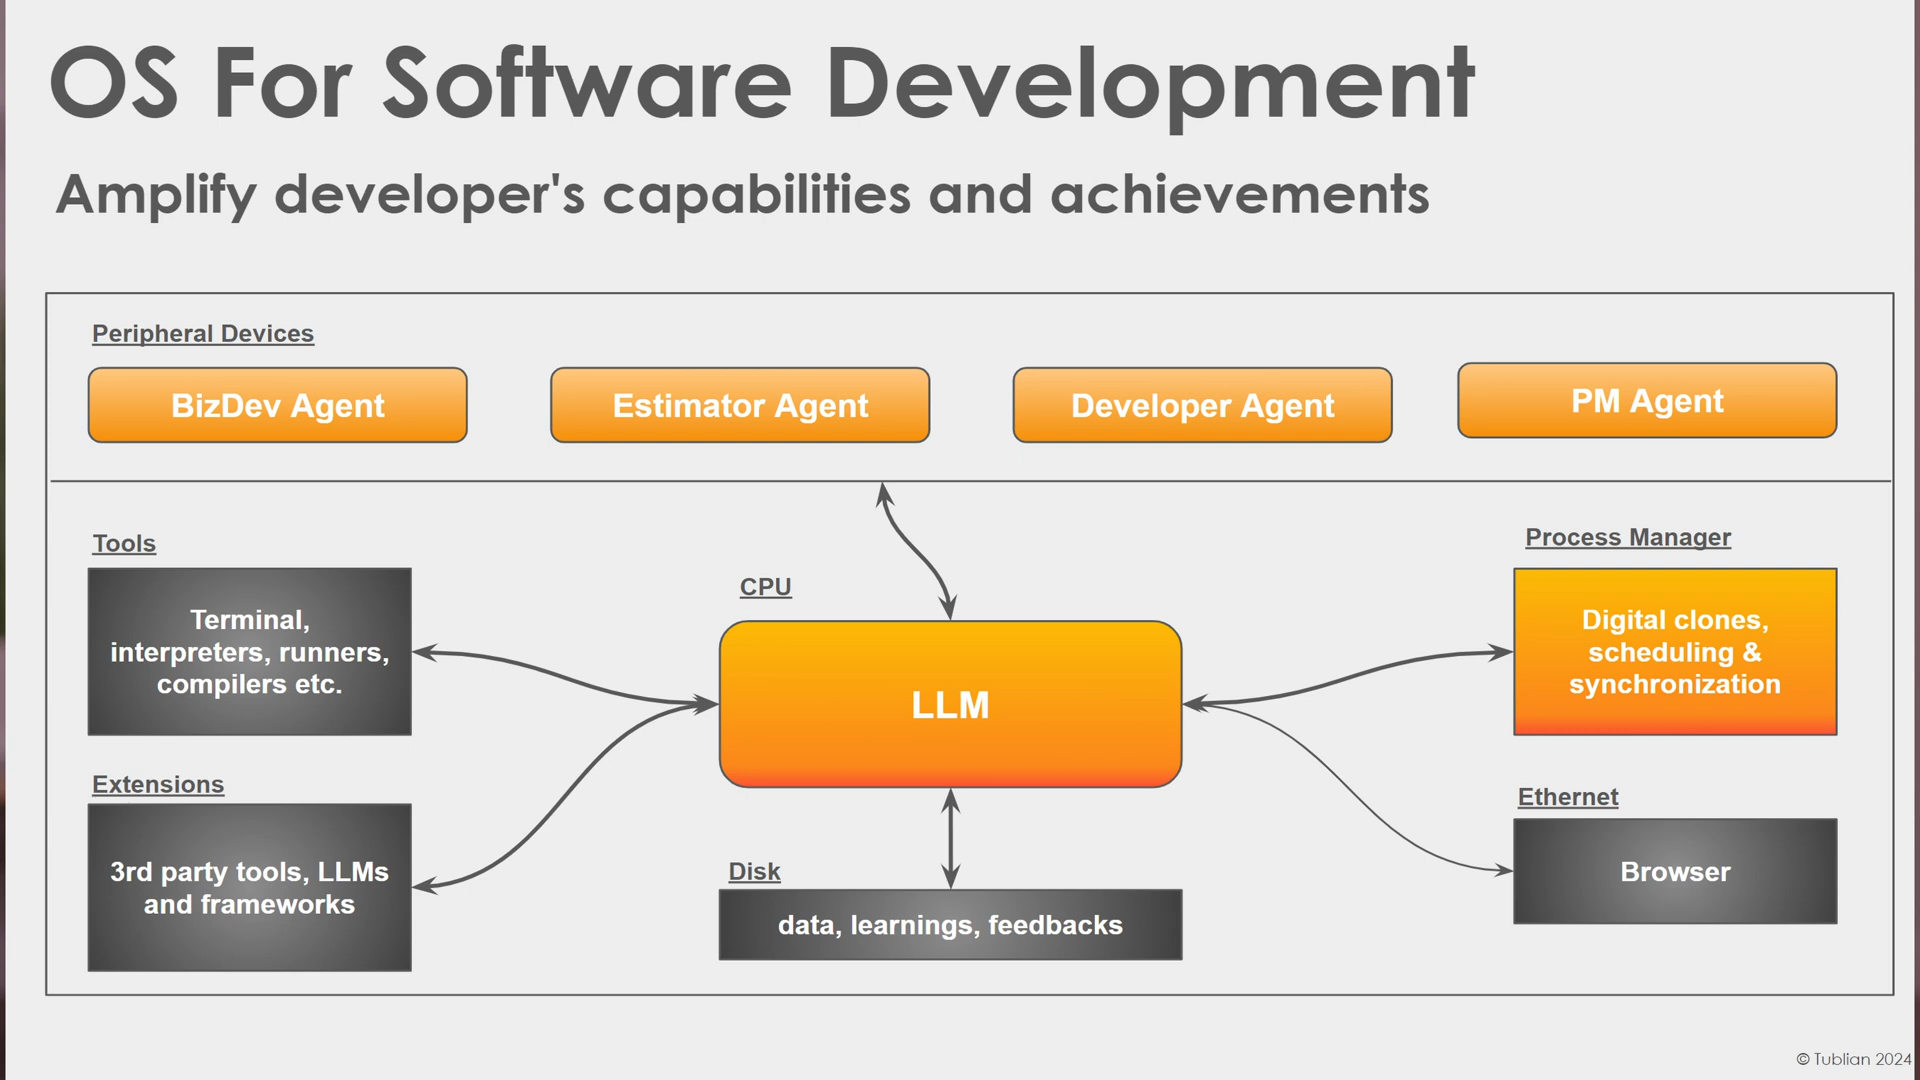 OS For Software Development
Amplify developer's capabilities and achievements
Peripheral Devices
BizDev Agent
Estimator Agent
Developer Agent
PM Agent
Tools
Terminal,
interpreters, runners,
compilers etc.
Extensions
3rd party tools, LLMs
and frameworks
CPU
LLM
Disk
data, learnings, feedbacks
Process Manager
Digital clones,
scheduling &
synchronization
Ethernet
Browser
© Tublian 2024